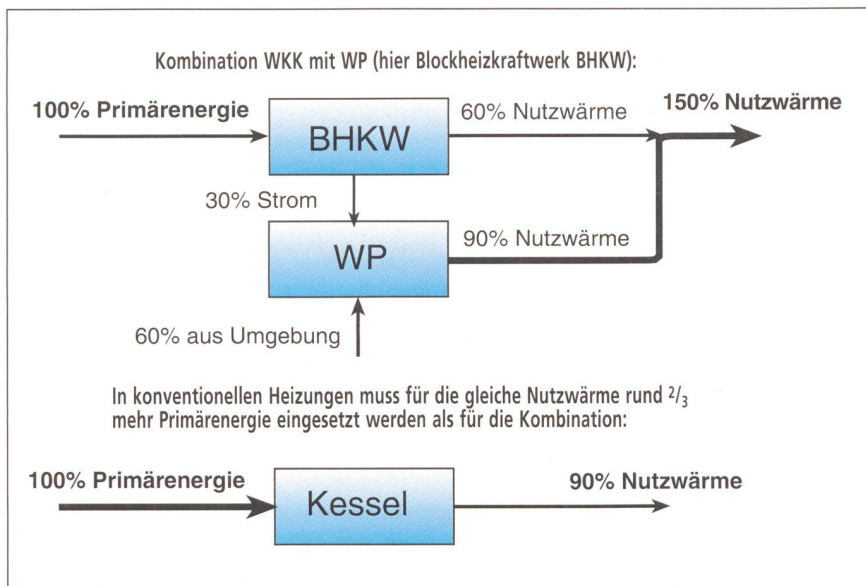 Kombination WKK mit WP (hier Blockheizkraftwerk BHKW):
100% Primärenergie
BHKW
60% Nutzwärme
150% Nutzwärme
30% Strom
WP
90% Nutzwärme
60% aus Umgebung
In konventionellen Heizungen muss für die gleiche Nutzwärme rund 2/3
mehr Primärenergie eingesetzt werden als für die Kombination:
100% Primärenergie
Kessel
90% Nutzwärme